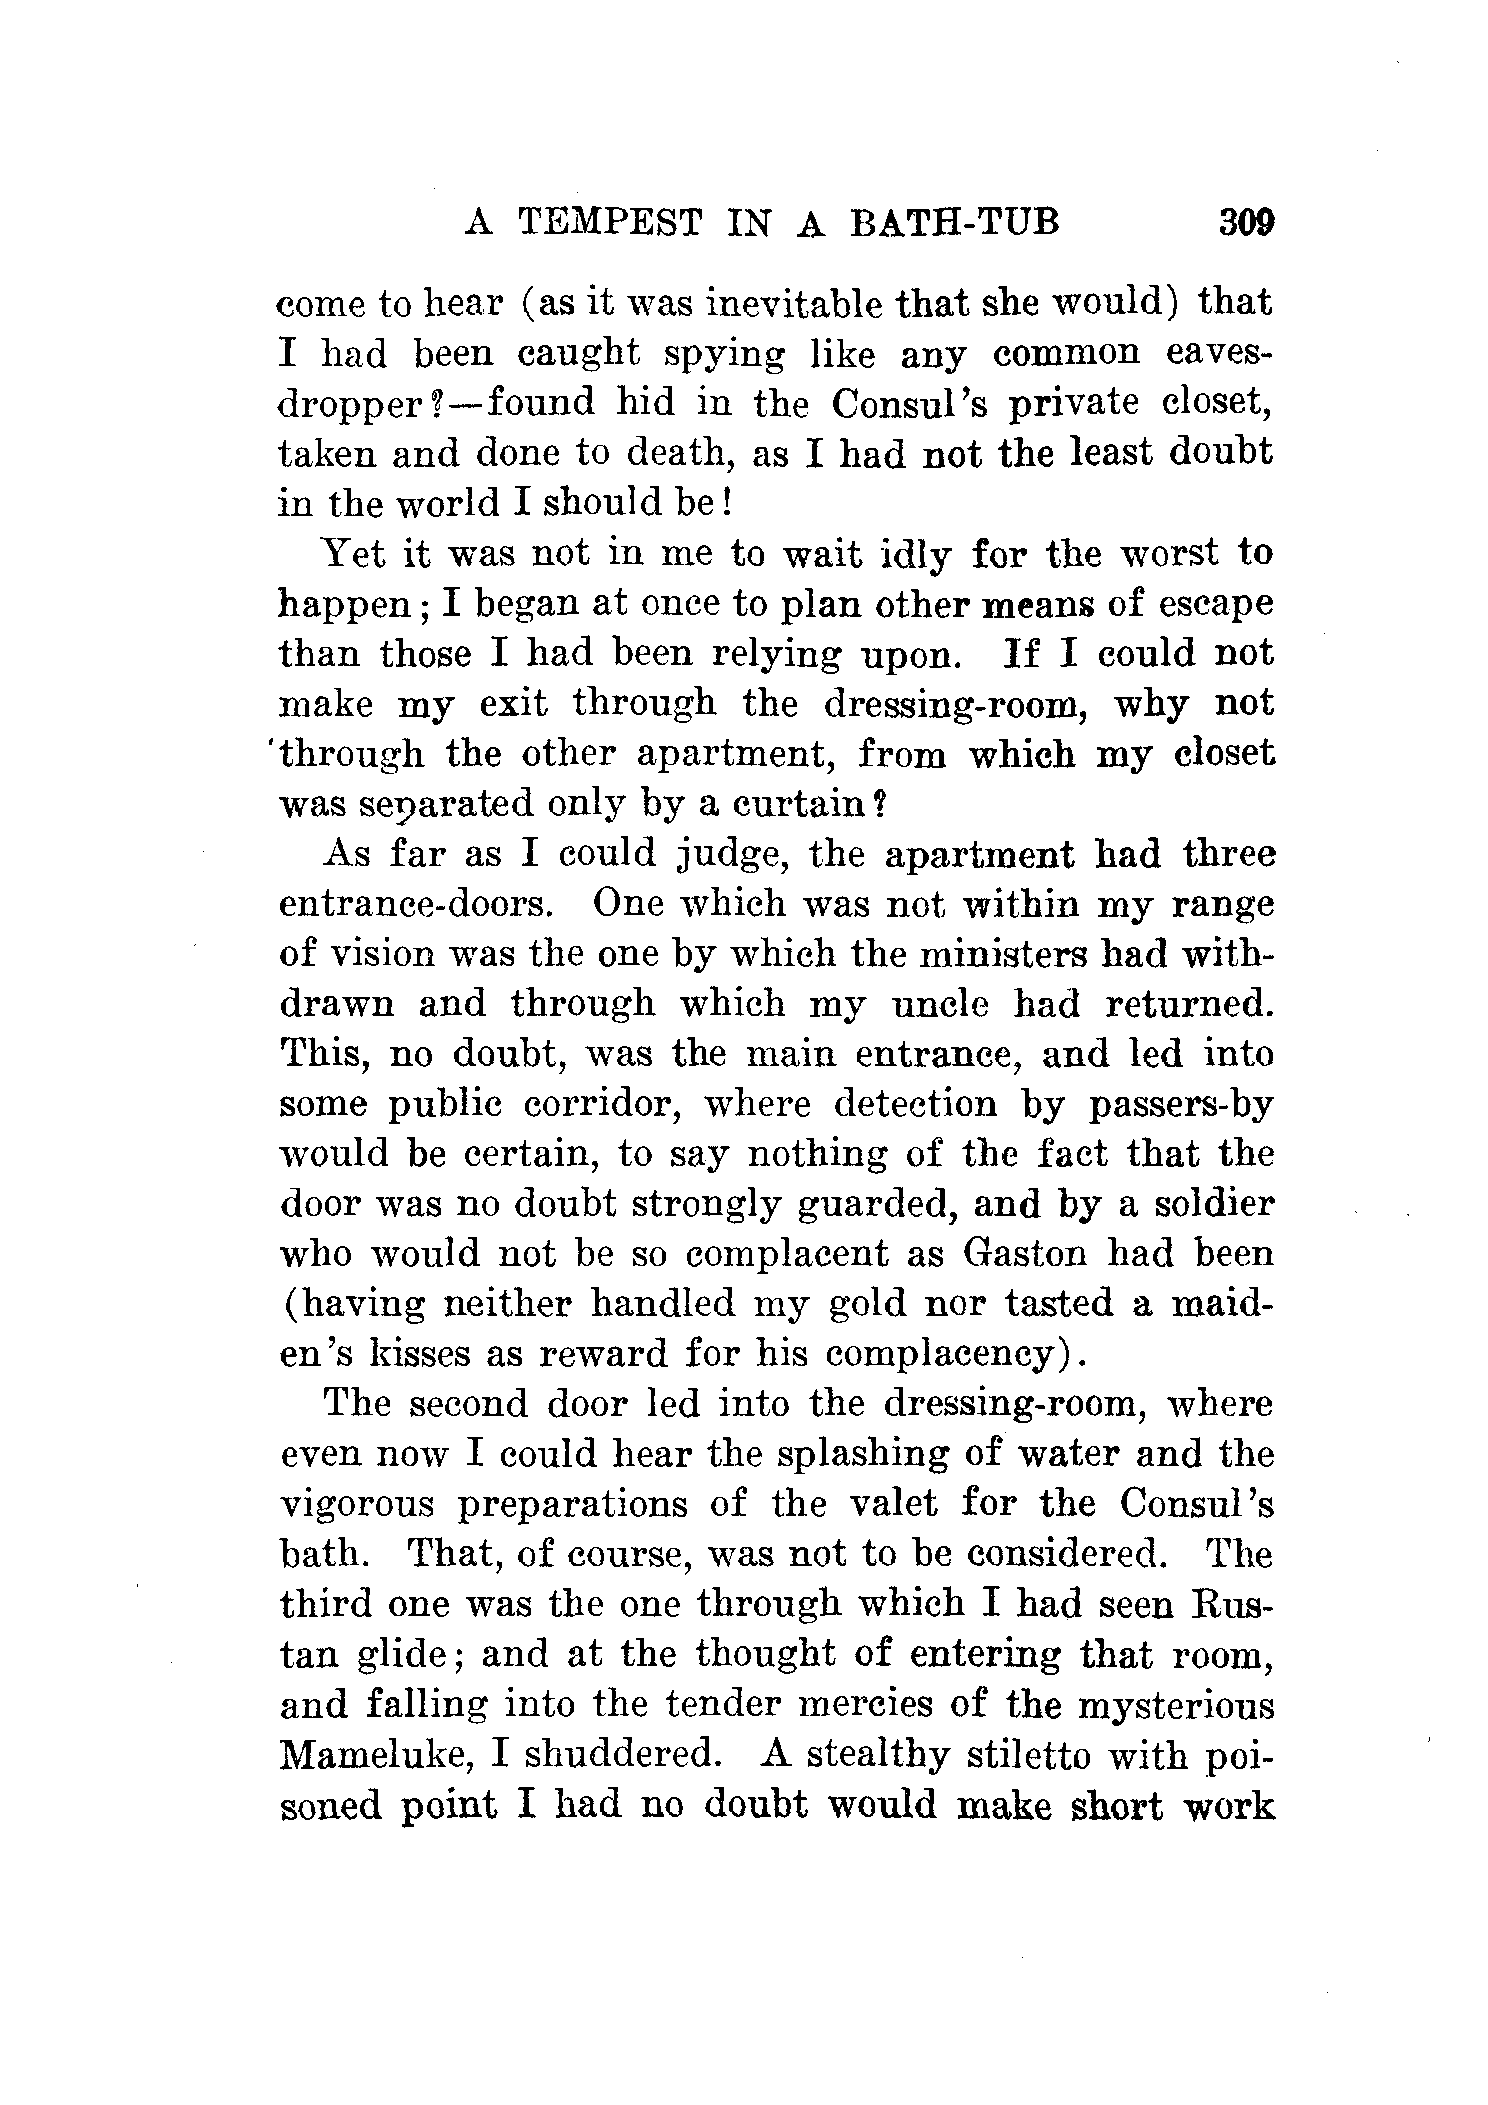 A TEMPEST IN A BATH-TUB 309
come to hear (as it was inevitable that she would) that
I had been caught spying like any common eaves-
dropper?—found hid in the Consul's private closet,
taken and done to death, as I had not the least doubt
in the world I should be!
Yet it was not in me to wait idly for the worst to
happen; I began at once to plan other means of escape
than those I had been relying upon. If I could not
make my exit through the dressing-room, why not
through the other apartment, from which my closet
was separated only by a curtain?
As far as I could judge, the apartment had three
entrance-doors. One which was not within my range
of vision was the one by which the ministers had with-
drawn and through which my uncle had returned.
This, no doubt, was the main entrance, and led into
some public corridor, where detection by passers-by
would be certain, to say nothing of the fact that the
door was no doubt strongly guarded, and by a soldier
who would not be so complacent as Gaston had been
(having neither handled my gold nor tasted a maid-
en's kisses as reward for his complacency).
The second door led into the dressing-room, where
even now I could hear the splashing of water and the
vigorous preparations of the valet for the Consul's
bath. That, of course, was not to be considered. The
third one was the one through which I had seen Rus-
tan glide; and at the thought of entering that room,
and falling into the tender mercies of the mysterious
Mameluke, I shuddered. A stealthy stiletto with poi-
soned point I had no doubt would make short work